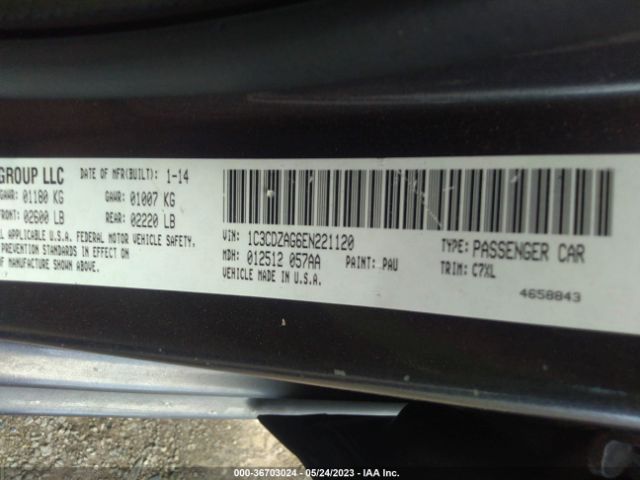 GROUP LLC DATE OF MFR(BUILT): 1-14
GAWR: 01180 KG GAWR: 01007 KG
FRONT: 02600 LB REAR: 02220 LB
ALL APPLICABLE U.S.A. FEDERAL MOTOR VEHICLE SAFETY,
PREVENTION STANDARDS IN EFFECT ON
OF MANUFACTURE SHOWN ABOVE.
VIN: 1C3CDZAG6EN221120
MDH: 012512 057AA PAINT: PAU
VEHICLE MADE IN U.S.A.
TYPE: PASSENGER CAR
TRIM: C7XL
4658843
000-36703024 - 05/24/2023 - IAA Inc.